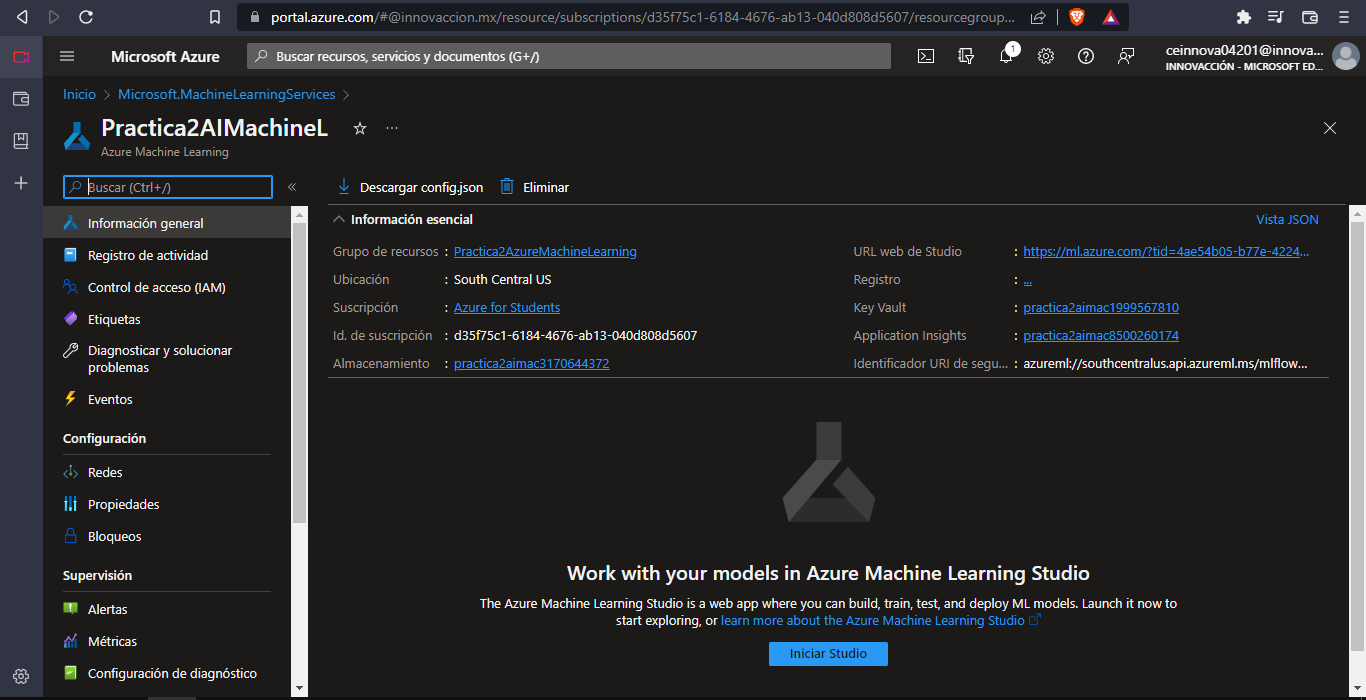 portal.azure.com/#@innovaccion.mx/resource/subscriptions/d35f75c1-6184-4676-ab13-040d808d5607/resourcegroup...
Microsoft Azure
Buscar recursos, servicios y documentos (G+/)
1
ceinnova04201@innova...
INNOVACCIÓN - MICROSOFT ED...
Inicio > Microsoft.MachineLearningServices >
Practica2AIMachineL
Azure Machine Learning
Buscar (Ctrl+/)
Descargar config.json
Eliminar
Información general
Registro de actividad
Control de acceso (IAM)
Etiquetas
Diagnosticar y solucionar
problemas
Eventos
Configuración
Redes
Propiedades
Bloqueos
Supervisión
Alertas
Métricas
Configuración de diagnóstico
Información esencial
Vista JSON
Grupo de recursos : Practica2AzureMachineLearning
Ubicación : South Central US
Suscripción : Azure for Students
Id. de suscripción : d35f75c1-6184-4676-ab13-040d808d5607
Almacenamiento : practica2aimac3170644372
URL web de Studio : https://ml.azure.com/?tid=4ae54b05-b77e-4224...
Registro : ...
Key Vault : practica2aimac1999567810
Application Insights : practica2aimac8500260174
Identificador URI de segu... : azureml://southcentralus.api.azureml.ms/mlflow...
Work with your models in Azure Machine Learning Studio
The Azure Machine Learning Studio is a web app where you can build, train, test, and deploy ML models. Launch it now to
start exploring, or learn more about the Azure Machine Learning Studio
Iniciar Studio